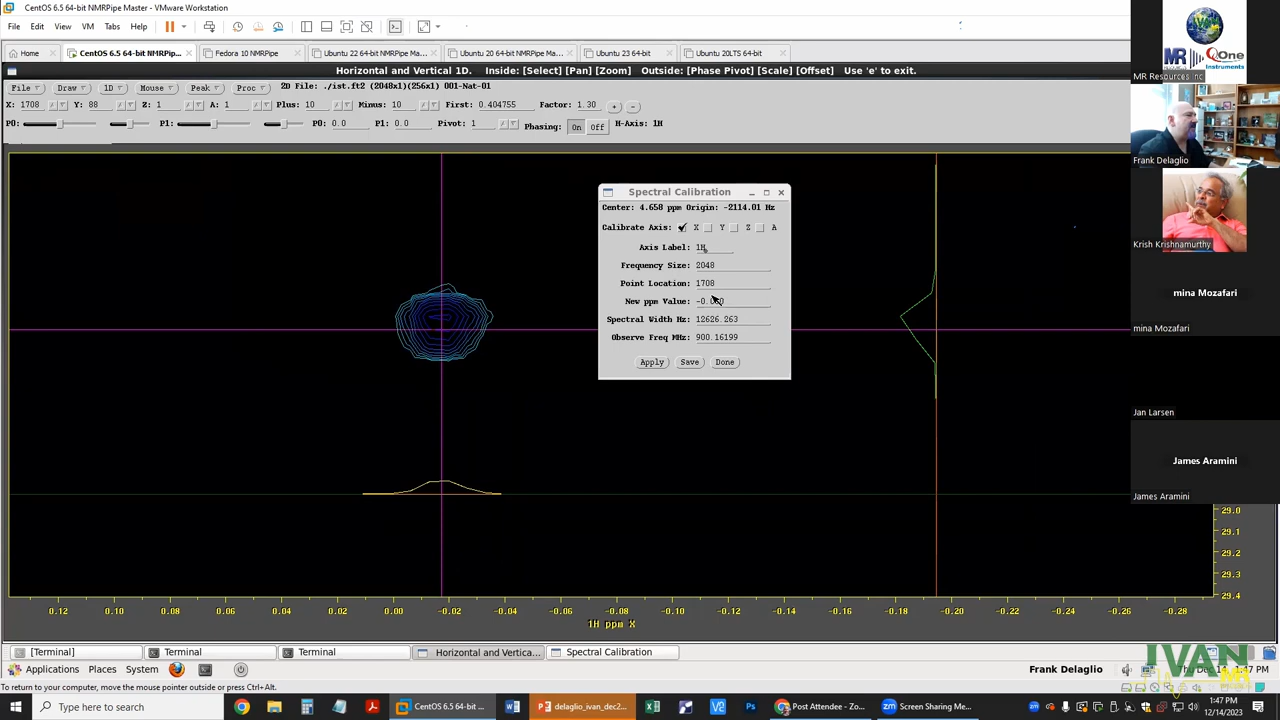 CentOS 6.5 64-bit NMRPipe Master - VMware Workstation
File Edit View VM Tabs Help
Home CentOS 6.5 64-bit NMRPip... Fedora 10 NMRPipe Ubuntu 22 64-bit NMRPipe Ma... Ubuntu 20 64-bit NMRPipe Ma... Ubuntu 23 64-bit Ubuntu 20LTS 64-bit
Horizontal and Vertical 1D. Inside: [Select] [Pan] [Zoom] Outside: [Phase Pivot] [Scale] [Offset] Use 'e' to exit.
File Draw 1D Mouse Peak Proc 2D File: ./ist.ft2 (2048x1)(256x1) 001-Nat-01
X: 1708 Y: 88 Z: 1 A: 1 Plus: 10 Minus: 10 First: 0.404755 Factor: 1.30 + -
P0: P1: P0: 0.0 P1: 0.0 Pivot: 1 Phasing: On Off H-Axis: 1H
Spectral Calibration
Center: 4.658 ppm Origin: -2114.01 Hz
Calibrate Axis: X Y Z A
Axis Label: 1H
Frequency Size: 2048
Point Location: 1708
New ppm Value:
Spectral Width Hz: 12626.263
Observe Freq MHz: 900.16199
Apply Save Done
29.0
29.1
29.2
29.3
29.4
0.12 0.10 0.08 0.06 0.04 0.02 0.00 -0.02 -0.04 -0.06 -0.08 -0.10 -0.12 -0.14 -0.16 -0.18 -0.20 -0.22 -0.24 -0.26 -0.28
1H ppm X
MR
One
Instruments
MR Resources Inc
Frank Delaglio
Krish Krishnamurthy
mina Mozafari
mina Mozafari
Jan Larsen
James Aramini
James Aramini
[Terminal] Terminal Terminal Horizontal and Vertica... Spectral Calibration
Applications Places System Frank Delaglio
IVAN
MR
To return to your computer, move the mouse pointer outside or press Ctrl+Alt.
Type here to search CentOS 6.5 64-bit ... delaglio_ivan_dec2... Post Attendee - Zo... Screen Sharing Me...
1:47 PM
12/14/2023